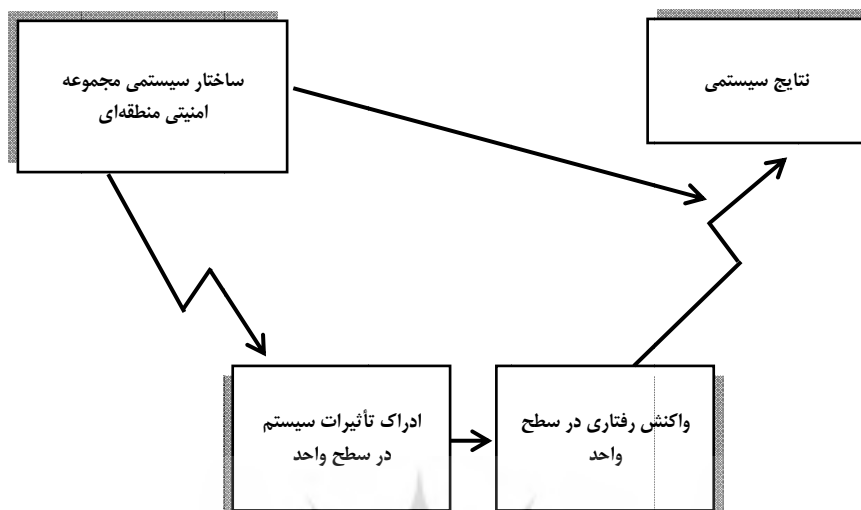 ساختار سیستمی مجموعه
امنیتی منطقه‌ای
نتایج سیستمی
ادراک تأثیرات سیستم
در سطح واحد
واکنش رفتاری در سطح
واحد